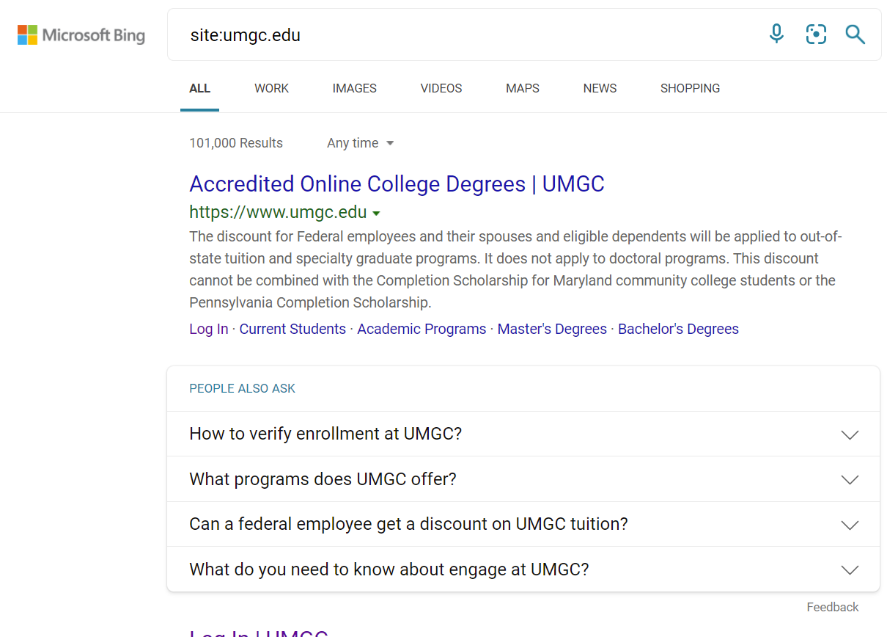 Microsoft Bing
site:umgc.edu
ALL WORK IMAGES VIDEOS MAPS NEWS SHOPPING
101,000 Results Any time
Accredited Online College Degrees | UMGC
https://www.umgc.edu
The discount for Federal employees and their spouses and eligible dependents will be applied to out-of-
state tuition and specialty graduate programs. It does not apply to doctoral programs. This discount
cannot be combined with the Completion Scholarship for Maryland community college students or the
Pennsylvania Completion Scholarship.
Log In · Current Students · Academic Programs · Master's Degrees · Bachelor's Degrees
PEOPLE ALSO ASK
How to verify enrollment at UMGC?
What programs does UMGC offer?
Can a federal employee get a discount on UMGC tuition?
What do you need to know about engage at UMGC?
Feedback
Log In | UMGC